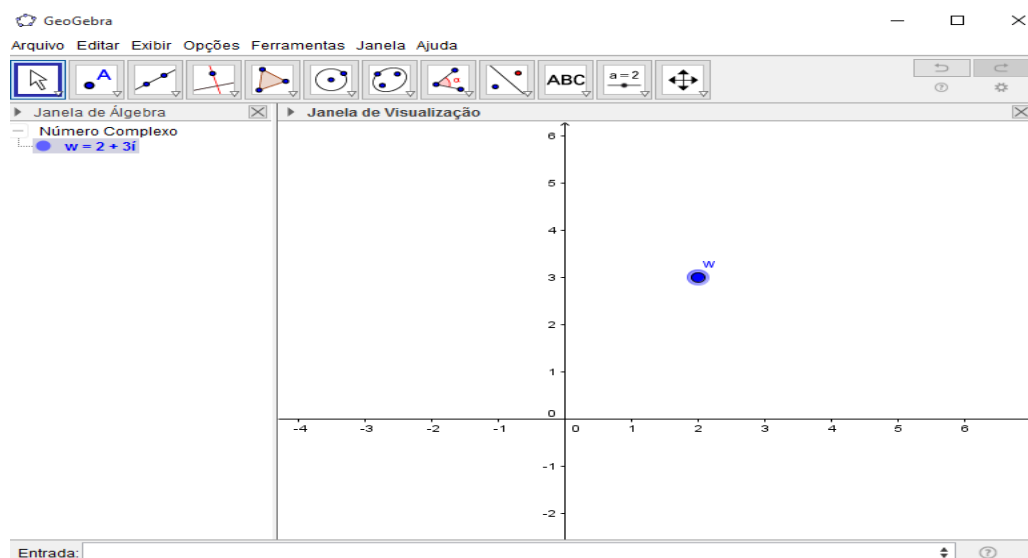 GeoGebra
Arquivo Editar Exibir Opções Ferramentas Janela Ajuda
A α ABC a=2
Janela de Álgebra
Janela de Visualização
Número Complexo
w = 2 + 3í
w
6
5
4
3
2
1
0
-4 -3 -2 -1 0 1 2 3 4 5 6
-1
-2
Entrada: